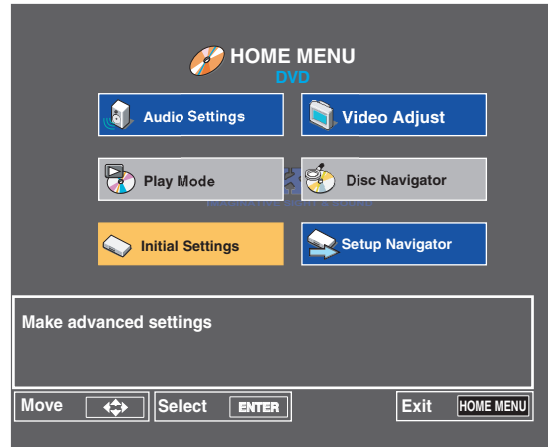 HOME MENU
DVD
Audio Settings
Video Adjust
Play Mode
Disc Navigator
Initial Settings
Setup Navigator
Make advanced settings
Move
Select ENTER
Exit HOME MENU